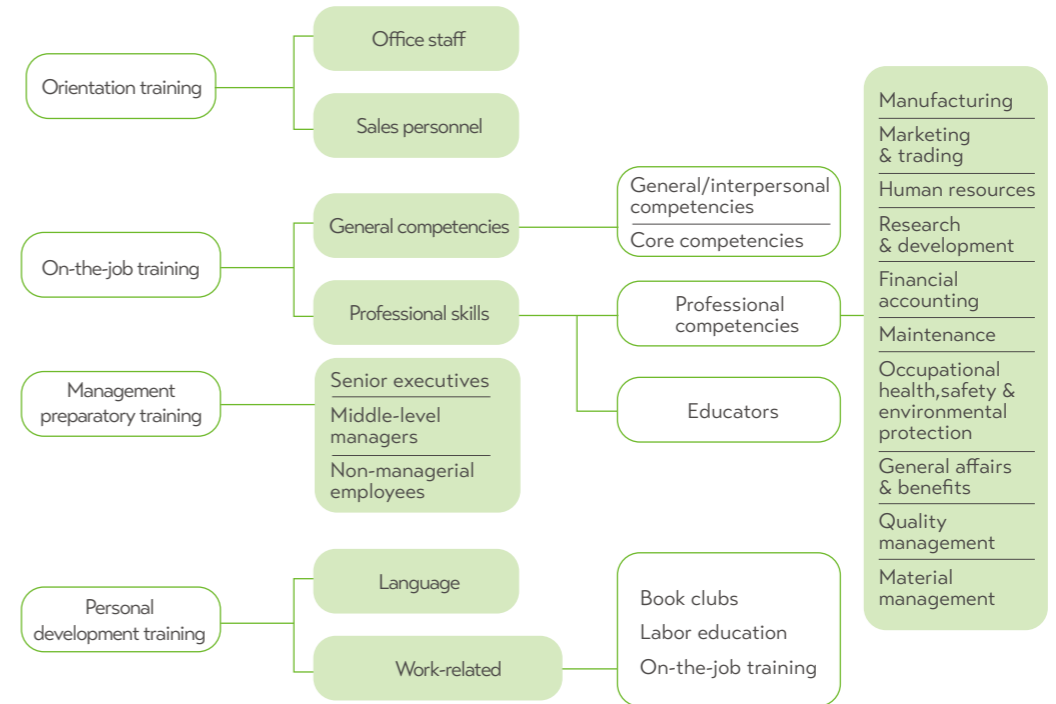 Orientation training
Office staff
Sales personnel
On-the-job training
General competencies
General/interpersonal
competencies
Core competencies
Professional skills
Professional
competencies
Educators
Manufacturing
Marketing
& trading
Human resources
Research
& development
Financial
accounting
Maintenance
Occupational
health,safety &
environmental
protection
General affairs
& benefits
Quality
management
Material
management
Management
preparatory training
Senior executives
Middle-level
managers
Non-managerial
employees
Personal
development training
Language
Work-related
Book clubs
Labor education
On-the-job training